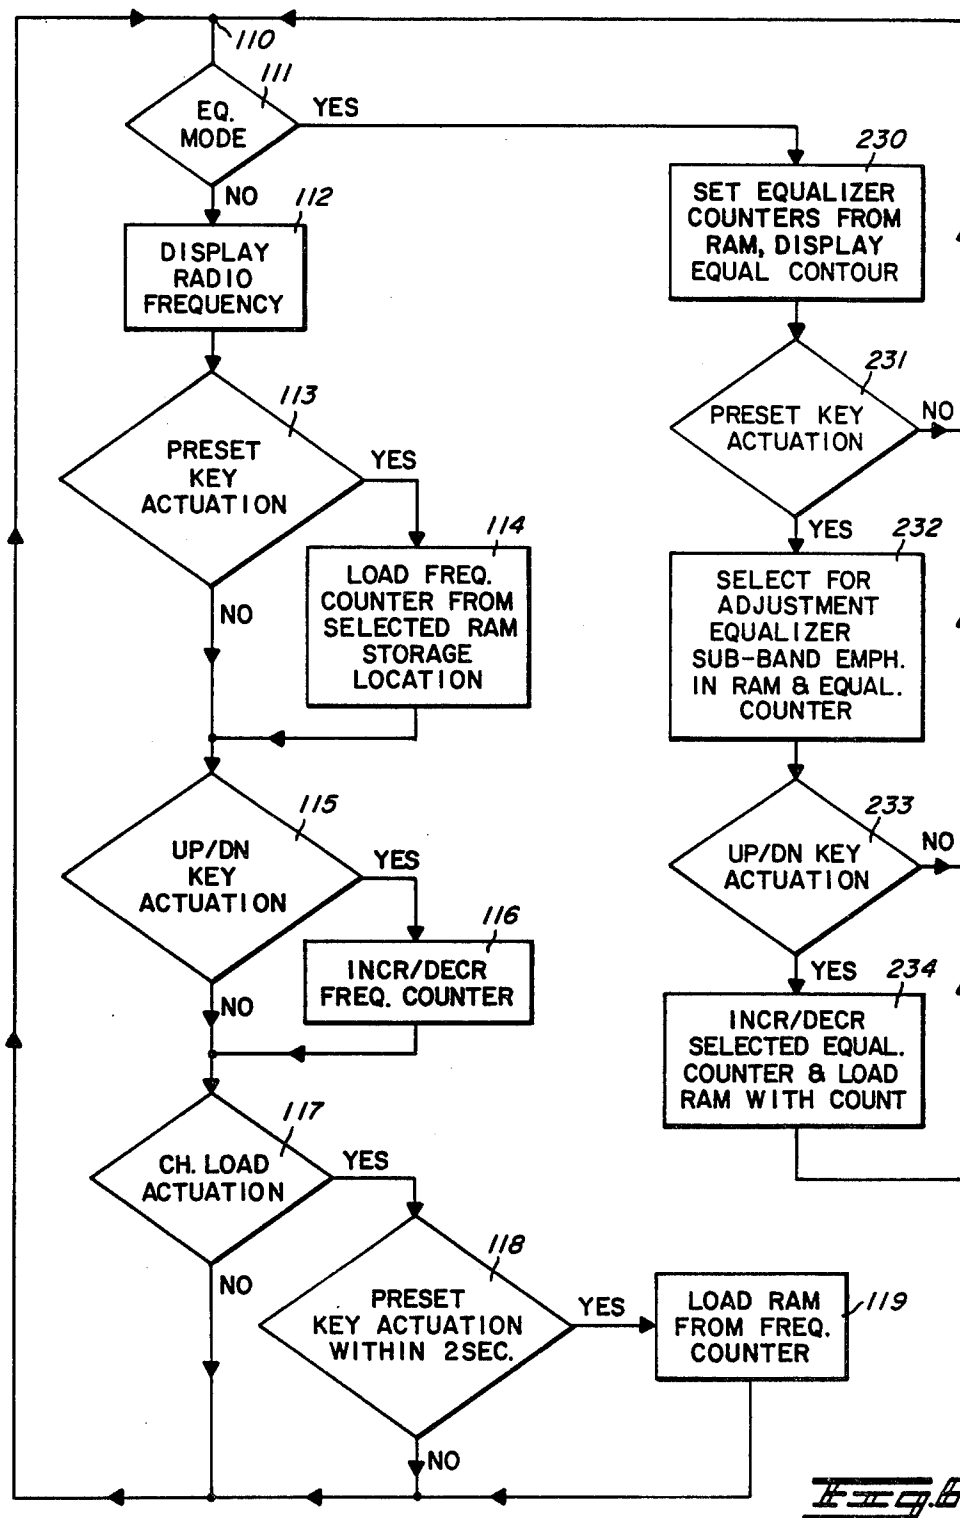 110
111
EQ.
MODE
YES
NO
112
DISPLAY
RADIO
FREQUENCY
113
PRESET
KEY
ACTUATION
YES
NO
114
LOAD FREQ.
COUNTER FROM
SELECTED RAM
STORAGE
LOCATION
115
UP/DN
KEY
ACTUATION
YES
NO
116
INCR/DECR
FREQ. COUNTER
117
CH. LOAD
ACTUATION
YES
NO
118
PRESET
KEY ACTUATION
WITHIN 2SEC.
YES
NO
119
LOAD RAM
FROM FREQ.
COUNTER
230
SET EQUALIZER
COUNTERS FROM
RAM, DISPLAY
EQUAL CONTOUR
231
PRESET KEY
ACTUATION
NO
YES
232
SELECT FOR
ADJUSTMENT
EQUALIZER
SUB-BAND EMPH.
IN RAM & EQUAL.
COUNTER
233
UP/DN KEY
ACTUATION
NO
YES
234
INCR/DECR
SELECTED EQUAL.
COUNTER & LOAD
RAM WITH COUNT
Fig.6